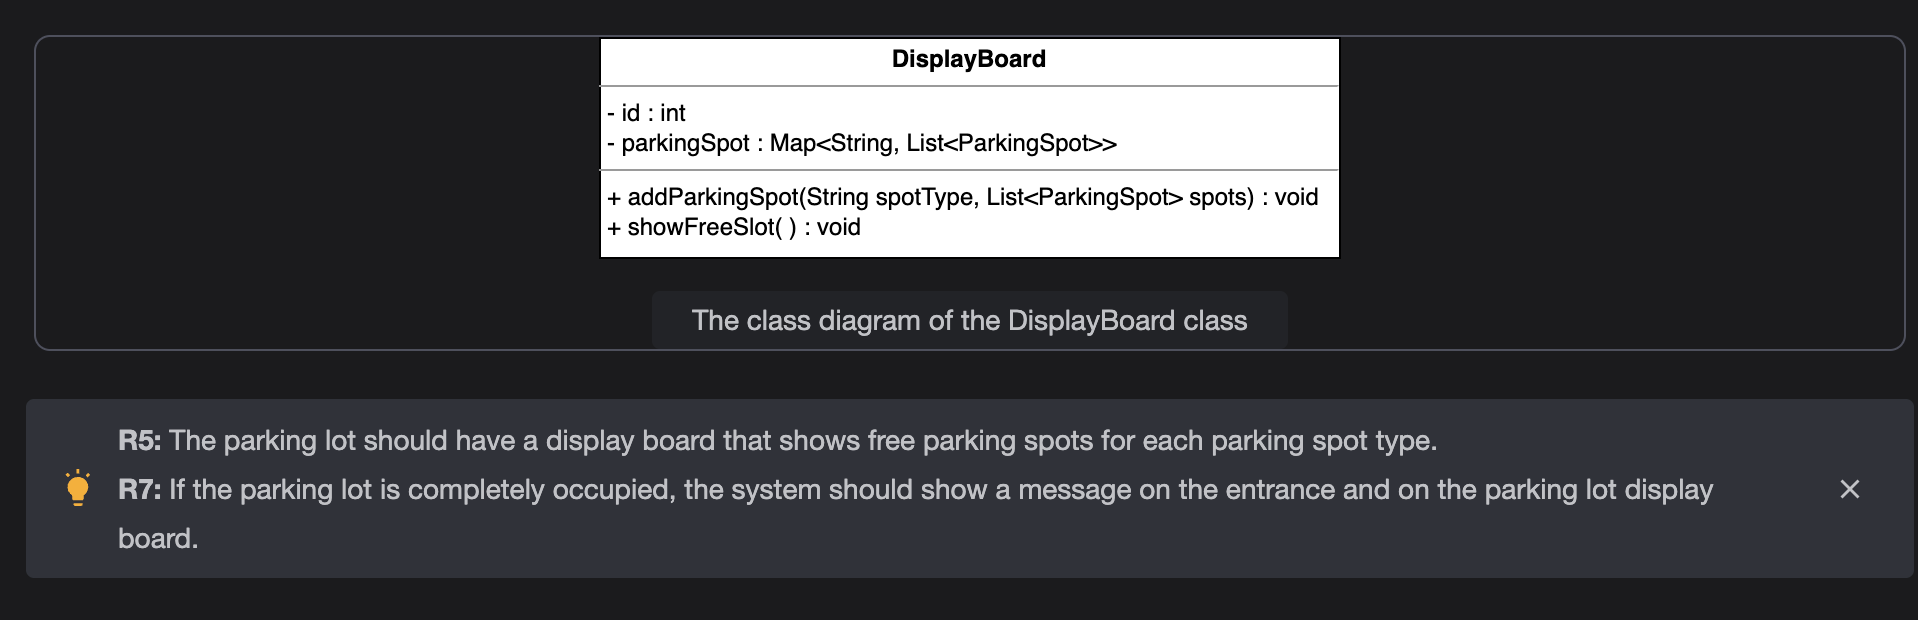 DisplayBoard
- id : int
- parkingSpot : Map<String, List<ParkingSpot>>
+ addParkingSpot(String spotType, List<ParkingSpot> spots) : void
+ showFreeSlot( ) : void
The class diagram of the DisplayBoard class
R5: The parking lot should have a display board that shows free parking spots for each parking spot type.
R7: If the parking lot is completely occupied, the system should show a message on the entrance and on the parking lot display
board.